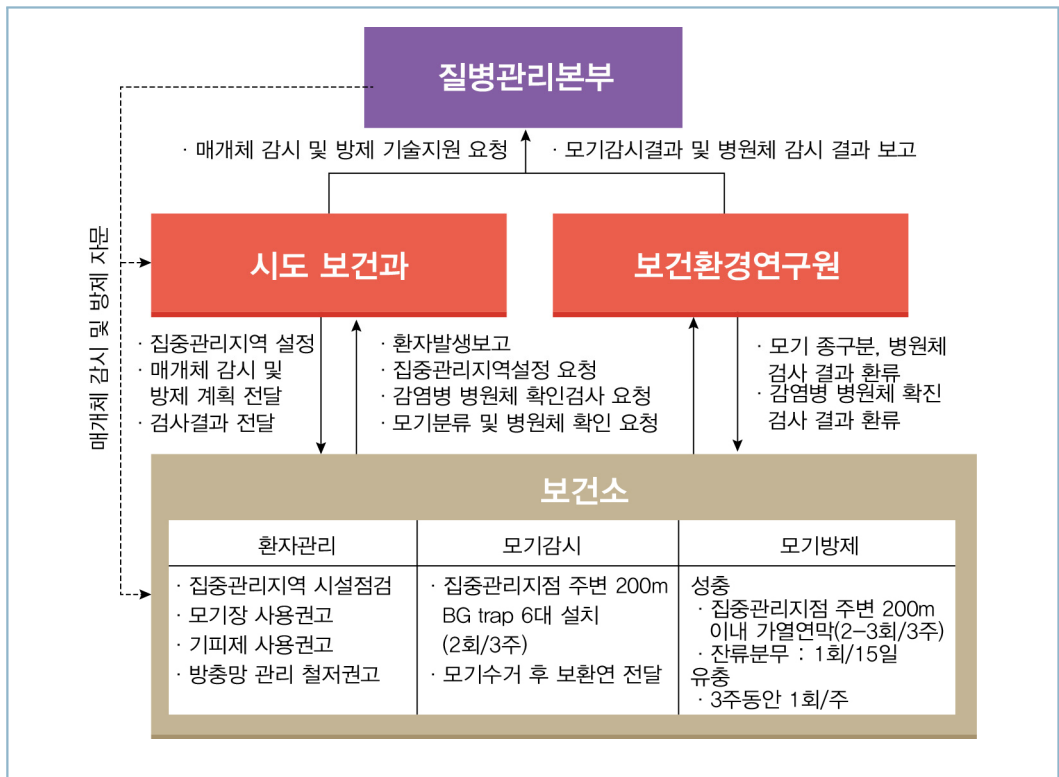 질병관리본부
· 매개체 감시 및 방제 기술지원 요청
· 모기감시결과 및 병원체 감시 결과 보고
매개체 감시 및 방제 자문
시도 보건과
보건환경연구원
· 집중관리지역 설정
· 매개체 감시 및
방제 계획 전달
· 검사결과 전달
· 환자발생보고
· 집중관리지역설정 요청
· 감염병 병원체 확인검사 요청
· 모기분류 및 병원체 확인 요청
· 모기 종구분, 병원체
검사 결과 환류
· 감염병 병원체 확진
검사 결과 환류
보건소
환자관리
· 집중관리지역 시설점검
· 모기장 사용권고
· 기피제 사용권고
· 방충망 관리 철저권고
모기감시
· 집중관리지점 주변 200m
BG trap 6대 설치
(2회/3주)
· 모기수거 후 보환연 전달
모기방제
성충
· 집중관리지점 주변 200m
이내 가열연막(2-3회/3주)
· 잔류분무 : 1회/15일
유충
· 3주동안 1회/주